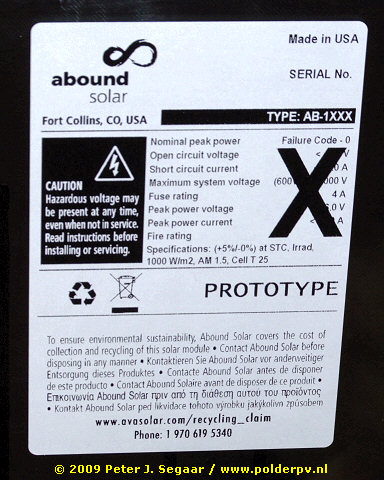 Made in USA
abound
solar
SERIAL No.
Fort Collins, CO, USA
TYPE: AB-1XXX
Nominal peak power Failure Code - 0
Open circuit voltage < V
Short circuit current 0 A
Maximum system voltage (600 000 V)
Fuse rating 4 A
Peak power voltage .0 V
Peak power current < A
Fire rating
Specifications: (+5%/-0%) at STC, Irrad.
1000 W/m2, AM 1.5, Cell T 25
CAUTION
Hazardous voltage may
be present at any time,
even when not in service.
Read instructions before
installing or servicing.
X
PROTOTYPE
To ensure environmental sustainability, Abound Solar covers the cost of
collection and recycling of this solar module • Contact Abound Solar before
disposing in any manner • Kontaktieren Sie Abound Solar vor anderweitiger
Entsorgung dieses Produktes • Contacte Abound Solar antes de disponer
de este producto • Contact Abound Solaire avant de disposer de ce produit •
Επικοινωνία Abound Solar πριν από τη διάθεση αυτού του προϊόντος
• Kontakt Abound Solar ped likvidace tohoto výrobku jakýkoliv způsobem
www.avasolar.com/recycling_claim
Phone: 1 970 619 5340
© 2009 Peter J. Segaar / www.polderpv.nl